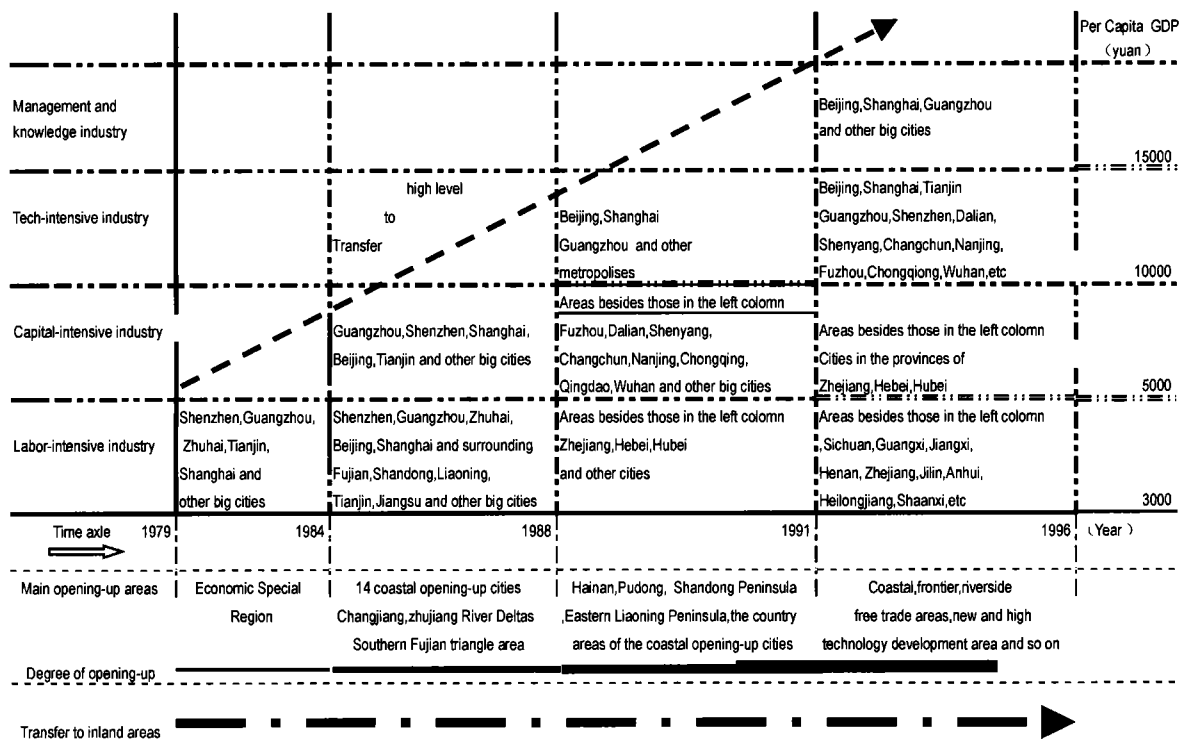 Per Capita GDP
(yuan)
Management and
knowledge industry
Beijing,Shanghai,Guangzhou
and other big cities
15000
Tech-intensive industry
high level
to
Transfer
Beijing,Shanghai
Guangzhou and other
metropolises
Beijing,Shanghai,Tianjin
Guangzhou,Shenzhen,Dalian,
Shenyang,Changchun,Nanjing,
Fuzhou,Chongqiong,Wuhan,etc
10000
Capital-intensive industry
Guangzhou,Shenzhen,Shanghai,
Beijing,Tianjin and other big cities
Areas besides those in the left colomn
Fuzhou,Dalian,Shenyang,
Changchun,Nanjing,Chongqing,
Qingdao,Wuhan and other big cities
Areas besides those in the left colomn
Cities in the provinces of
Zhejiang,Hebei,Hubei
5000
Labor-intensive industry
Shenzhen,Guangzhou,
Zhuhai,Tianjin,
Shanghai and
other big cities
Shenzhen,Guangzhou,Zhuhai,
Beijing,Shanghai and surrounding
Fujian,Shandong,Liaoning,
Tianjin,Jiangsu and other big cities
Areas besides those in the left column
Zhejiang,Hebei,Hubei
and other cities
Areas besides those in the left column
,Sichuan,Guangxi,Jiangxi,
Henan, Zhejiang,Jilin,Anhui,
Heilongjiang,Shaanxi,etc
3000
Time axle 1979 1984 1988 1991 1996 (Year)
Main opening-up areas
Economic Special
Region
14 coastal opening-up cities
Changjiang,zhujiang River Deltas
Southern Fujian triangle area
Hainan,Pudong, Shandong Peninsula
,Eastern Liaoning Peninsula,the country
areas of the coastal opening-up cities
Coastal,frontier,riverside
free trade areas,new and high
technology development area and so on
Degree of opening-up
Transfer to inland areas